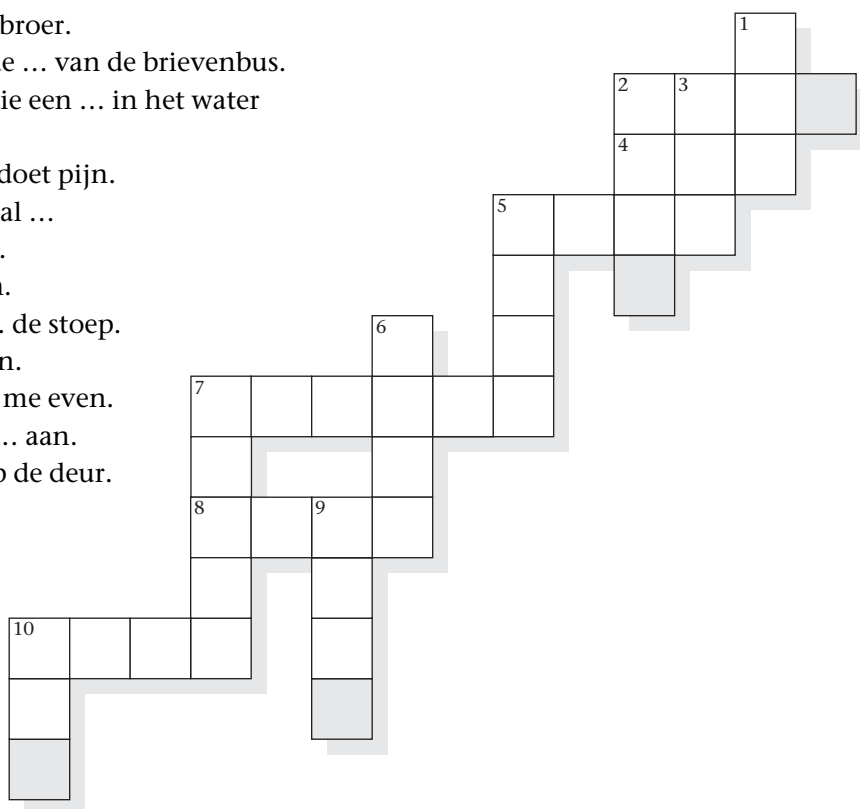 broer.
e … van de brievenbus.
ie een … in het water
doet pijn.
al …
.
n.
. de stoep.
n.
me even.
.. aan.
p de deur.
1
2 3
4
5
6
7
8 9
10